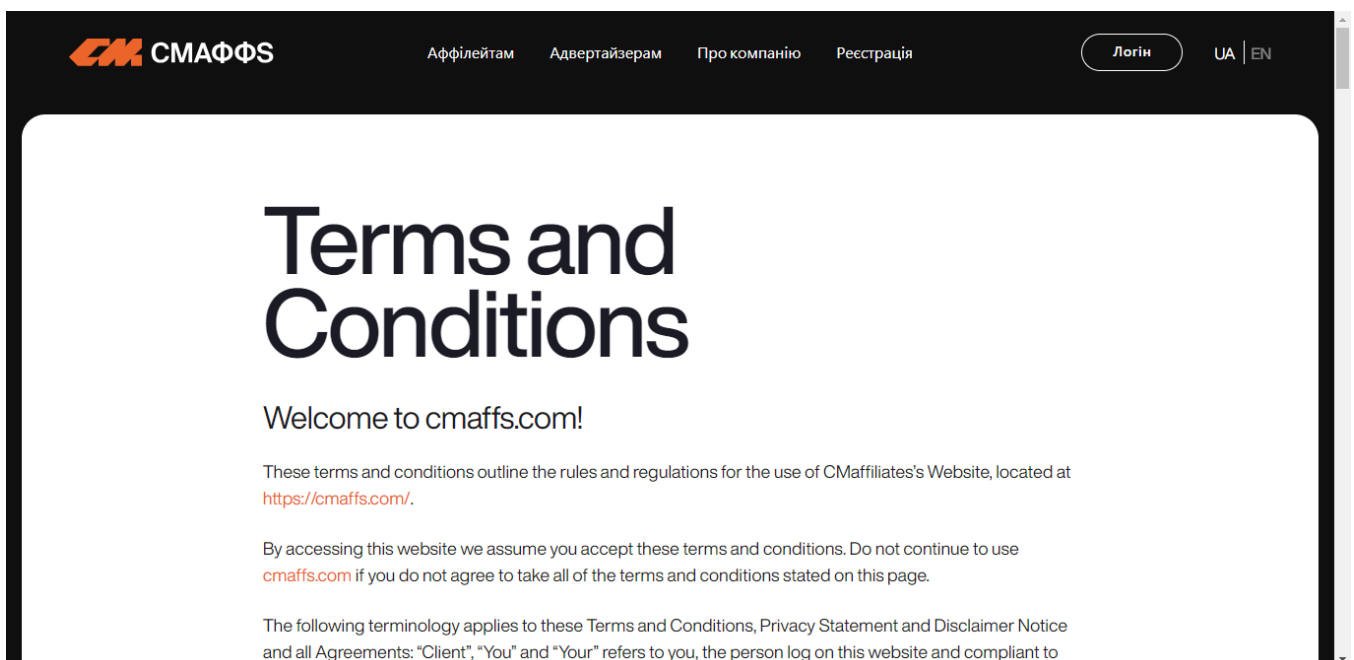 СМАФФS
Аффілейтам
Адвертайзерам
Про компанію
Реєстрація
Логін
UA | EN
Terms and
Conditions
Welcome to cmaffs.com!
These terms and conditions outline the rules and regulations for the use of CMaffiliates's Website, located at
https://cmaffs.com/.
By accessing this website we assume you accept these terms and conditions. Do not continue to use
cmaffs.com if you do not agree to take all of the terms and conditions stated on this page.
The following terminology applies to these Terms and Conditions, Privacy Statement and Disclaimer Notice
and all Agreements: “Client”, “You” and “Your” refers to you, the person log on this website and compliant to